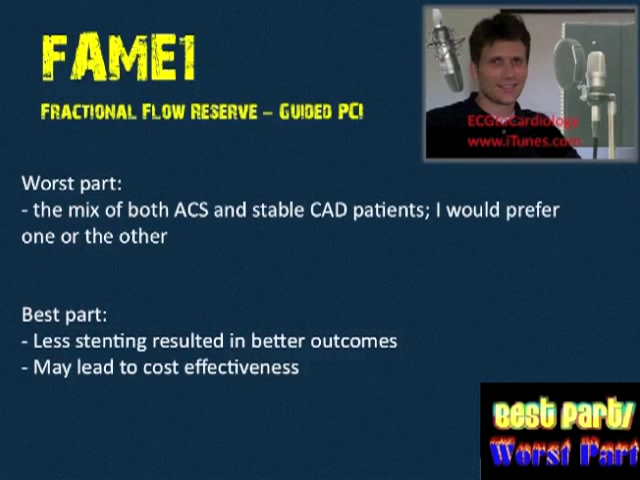 FAME1
Fractional Flow Reserve – Guided PCI
ECGtoCardiology
www.iTunes.com
Worst part:
- the mix of both ACS and stable CAD patients; I would prefer
one or the other
Best part:
- Less stenting resulted in better outcomes
- May lead to cost effectiveness
Best Part/
Worst Part